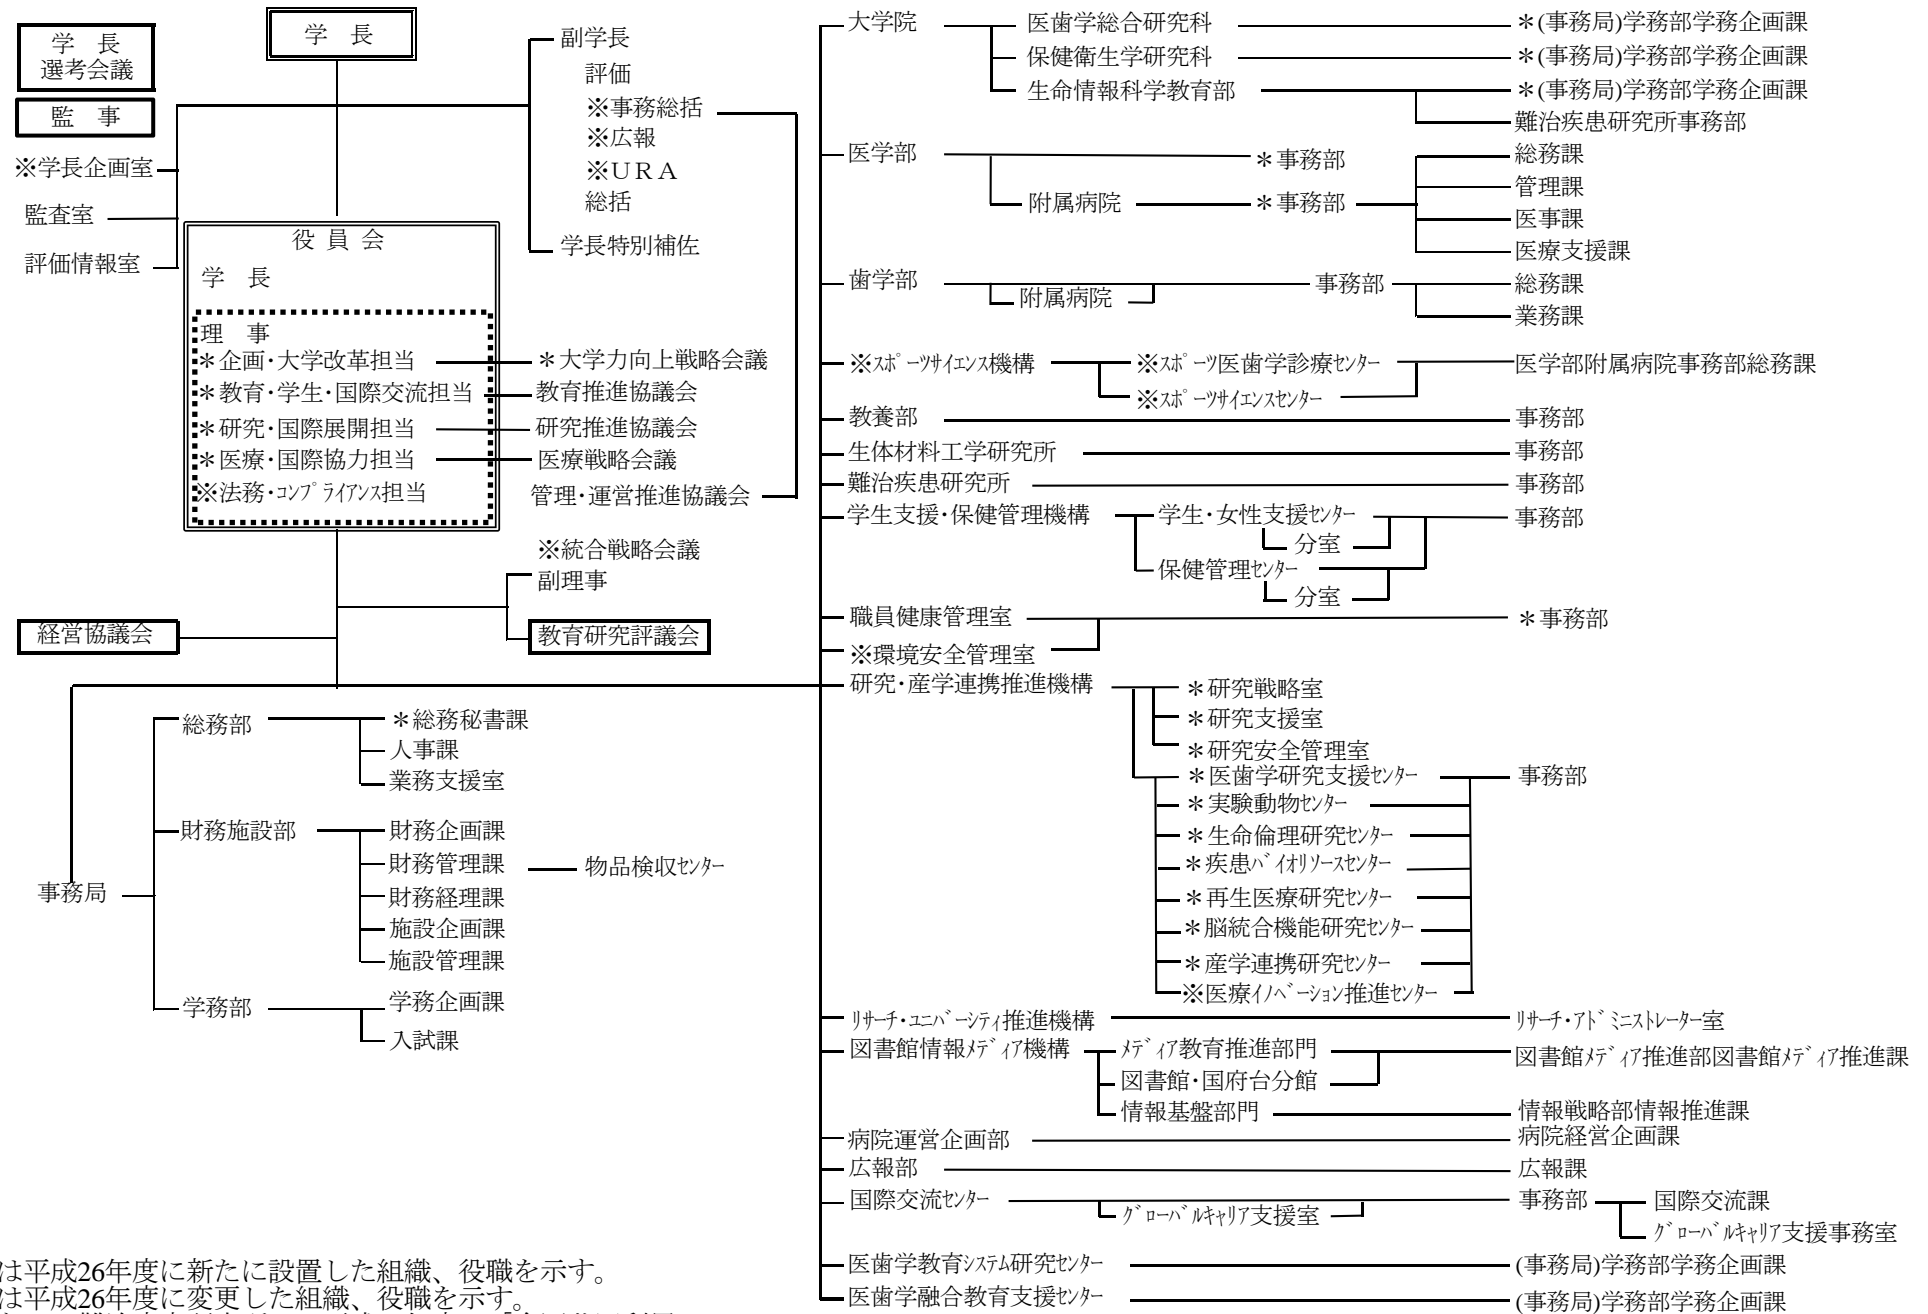 学　長
選考会議
監　事
学　長
※学長企画室
監査室
評価情報室
副学長
評価
※事務総括
※広報
※ＵＲＡ
総括
学長特別補佐
役 員 会
学　長
理　事
＊企画・大学改革担当
＊大学力向上戦略会議
＊教育・学生・国際交流担当
教育推進協議会
＊研究・国際展開担当
研究推進協議会
＊医療・国際協力担当
医療戦略会議
※法務・ｺﾝﾌﾟﾗｲｱﾝｽ担当
管理・運営推進協議会
※統合戦略会議
副理事
経営協議会
教育研究評議会
事務局
総務部
＊総務秘書課
人事課
業務支援室
財務施設部
財務企画課
財務管理課
物品検収ｾﾝﾀｰ
財務経理課
施設企画課
施設管理課
学務部
学務企画課
入試課
大学院
医歯学総合研究科
＊(事務局)学務部学務企画課
保健衛生学研究科
＊(事務局)学務部学務企画課
生命情報科学教育部
＊(事務局)学務部学務企画課
難治疾患研究所事務部
医学部
＊事務部
附属病院
＊事務部
総務課
管理課
医事課
医療支援課
歯学部
附属病院
事務部
総務課
業務課
※ｽﾎﾟｰﾂｻｲｴﾝｽ機構
※ｽﾎﾟｰﾂ医歯学診療ｾﾝﾀｰ
医学部附属病院事務部総務課
※ｽﾎﾟｰﾂｻｲｴﾝｽｾﾝﾀｰ
教養部
事務部
生体材料工学研究所
事務部
難治疾患研究所
事務部
学生支援・保健管理機構
学生・女性支援ｾﾝﾀｰ
事務部
分室
保健管理ｾﾝﾀｰ
分室
職員健康管理室
＊事務部
※環境安全管理室
研究・産学連携推進機構
＊研究戦略室
＊研究支援室
＊研究安全管理室
＊医歯学研究支援ｾﾝﾀｰ
事務部
＊実験動物ｾﾝﾀｰ
＊生命倫理研究ｾﾝﾀｰ
＊疾患ﾊﾞｲｵﾘｿｰｽｾﾝﾀｰ
＊再生医療研究ｾﾝﾀｰ
＊脳統合機能研究ｾﾝﾀｰ
＊産学連携研究ｾﾝﾀｰ
※医療ｲﾉﾍﾞｰｼｮﾝ推進ｾﾝﾀｰ
ﾘｻｰﾁ・ﾕﾆﾊﾞｰｼﾃｨ推進機構
ﾘｻｰﾁ・ｱﾄﾞﾐﾆｽﾄﾚｰﾀｰ室
図書館情報ﾒﾃﾞｨｱ機構
ﾒﾃﾞｨｱ教育推進部門
図書館ﾒﾃﾞｨｱ推進部図書館ﾒﾃﾞｨｱ推進課
図書館・国府台分館
情報基盤部門
情報戦略部情報推進課
病院運営企画部
病院経営企画課
広報部
広報課
国際交流ｾﾝﾀｰ
ｸﾞﾛｰﾊﾞﾙｷｬﾘｱ支援室
事務部
国際交流課
ｸﾞﾛｰﾊﾞﾙｷｬﾘｱ支援事務室
医歯学教育ｼｽﾃﾑ研究ｾﾝﾀｰ
(事務局)学務部学務企画課
医歯学融合教育支援ｾﾝﾀｰ
(事務局)学務部学務企画課
は平成26年度に新たに設置した組織、役職を示す。
は平成26年度に変更した組織、役職を示す。